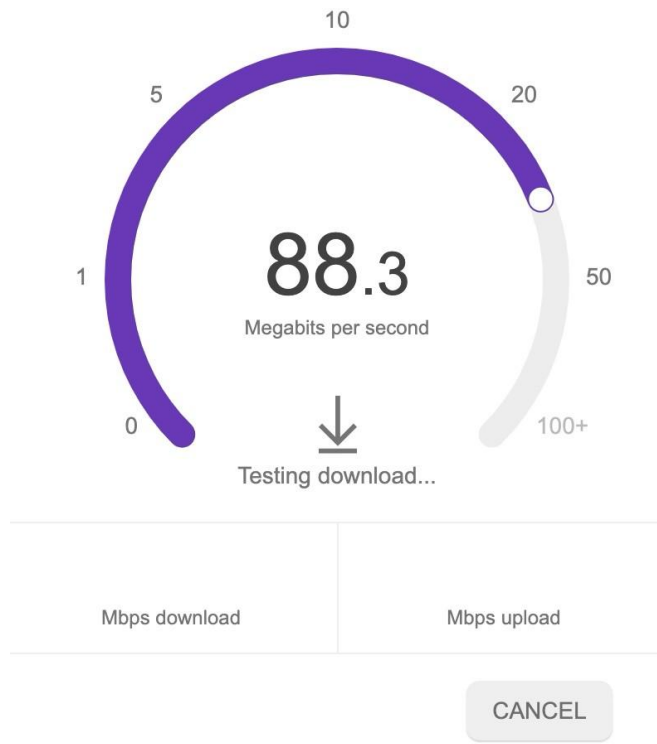 10
5
20
1
88.3
50
Megabits per second
0
100+
Testing download...
Mbps download
Mbps upload
CANCEL